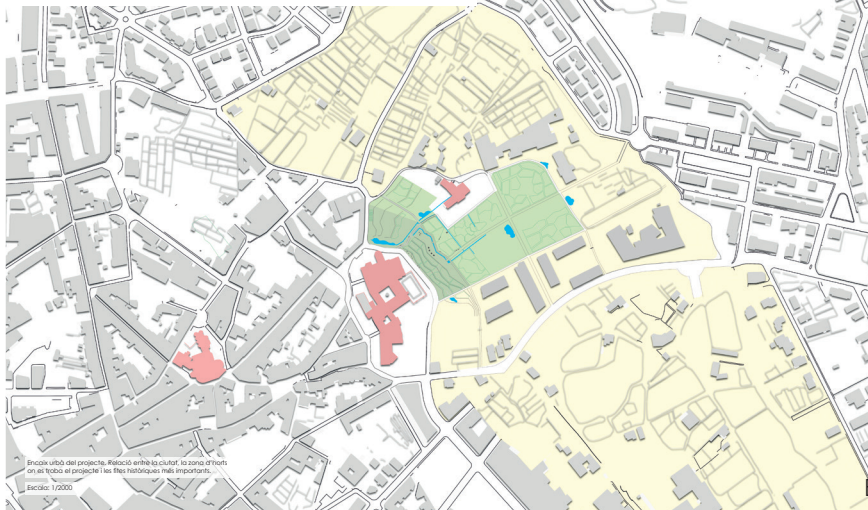 Encaix urbà del projecte. Relació entre la ciutat, la zona d'horts
on es troba el projecte i les fites històriques més importants.
Escala: 1/2000